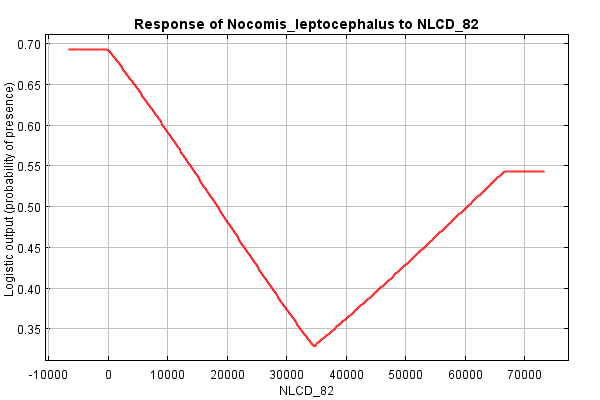 Response of Nocomis_leptocephalus to NLCD_82
Logistic output (probability of presence)
0.70
0.65
0.60
0.55
0.50
0.45
0.40
0.35
-10000 0 10000 20000 30000 40000 50000 60000 70000
NLCD_82